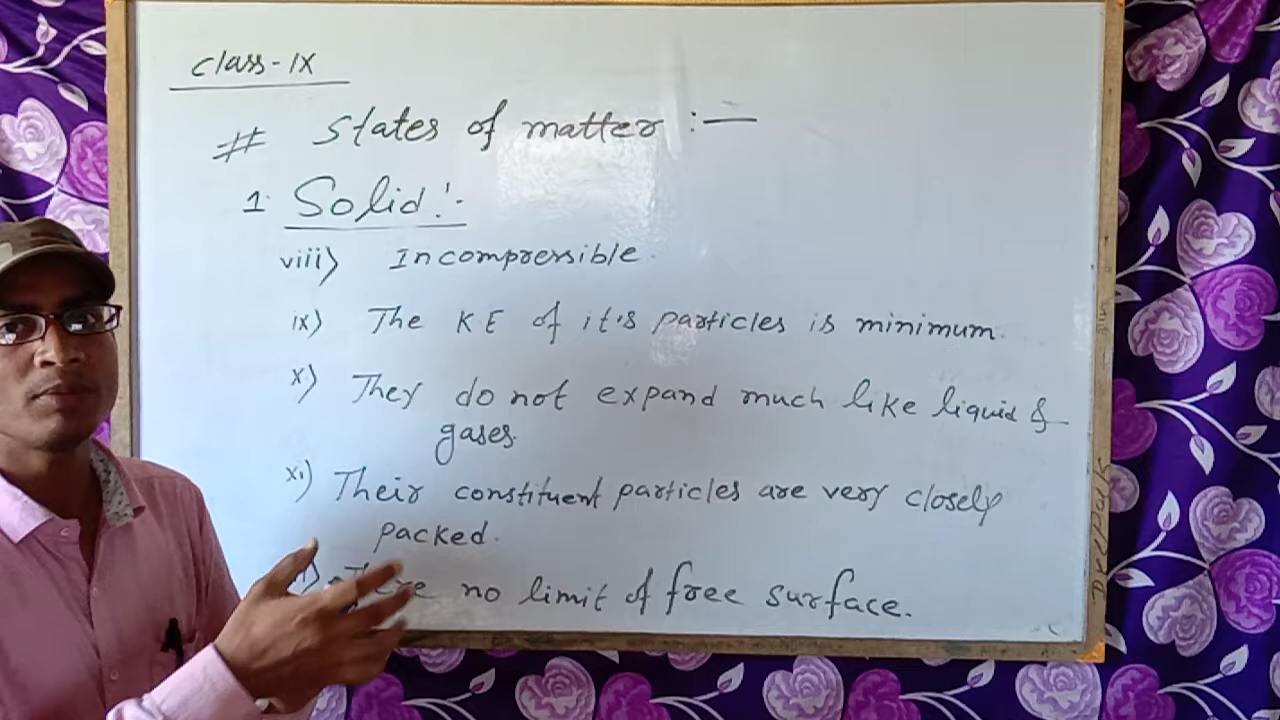 class-IX
# States of matter :—
1. Solid :-
viii) Incompressible.
ix) The KE of it's particles is minimum.
x) They do not expand much like liquid &
gases.
xi) Their constituent particles are very closely
packed.
no limit of free surface.